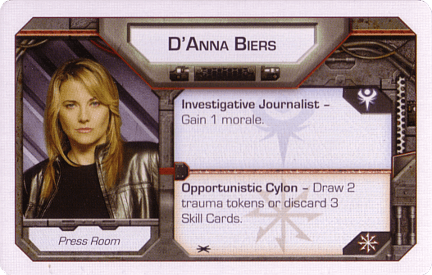 D'ANNA BIERS
Investigative Journalist –
Gain 1 morale.
Opportunistic Cylon – Draw 2
trauma tokens or discard 3
Skill Cards.
Press Room